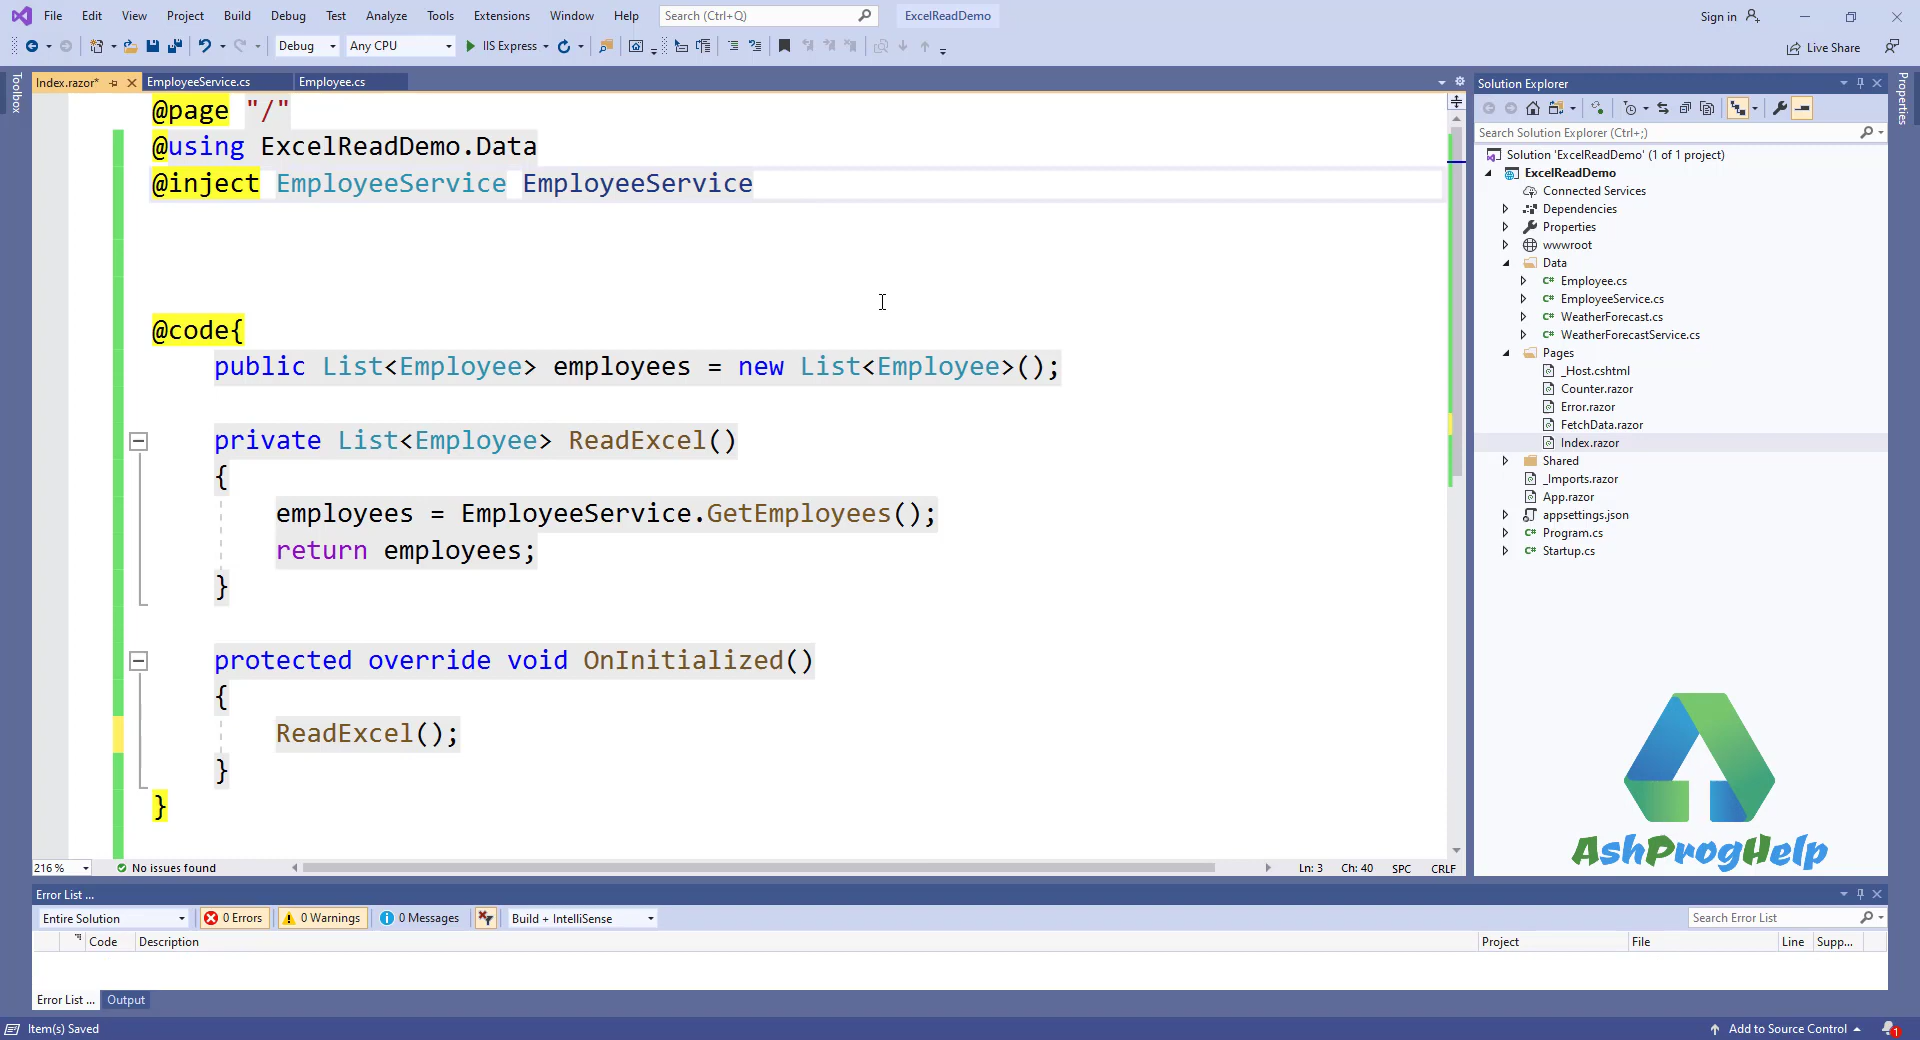 File Edit View Project Build Debug Test Analyze Tools Extensions Window Help Search (Ctrl+Q) ExcelReadDemo Sign in
Debug Any CPU IIS Express Live Share
Toolbox
Index.razor* EmployeeService.cs Employee.cs
@page "/"
@using ExcelReadDemo.Data
@inject EmployeeService EmployeeService
@code{
public List<Employee> employees = new List<Employee>();
private List<Employee> ReadExcel()
{
employees = EmployeeService.GetEmployees();
return employees;
}
protected override void OnInitialized()
{
ReadExcel();
}
}
216 % No issues found Ln: 3 Ch: 40 SPC CRLF
Solution Explorer
Properties
Search Solution Explorer (Ctrl+;)
Solution 'ExcelReadDemo' (1 of 1 project)
ExcelReadDemo
Connected Services
Dependencies
Properties
wwwroot
Data
C# Employee.cs
C# EmployeeService.cs
C# WeatherForecast.cs
C# WeatherForecastService.cs
Pages
_Host.cshtml
Counter.razor
Error.razor
FetchData.razor
Index.razor
Shared
_Imports.razor
App.razor
appsettings.json
C# Program.cs
C# Startup.cs
AshProgHelp
Error List ...
Entire Solution 0 Errors 0 Warnings 0 Messages Build + IntelliSense Search Error List
Code Description Project File Line Supp...
Error List ... Output
Item(s) Saved Add to Source Control 1